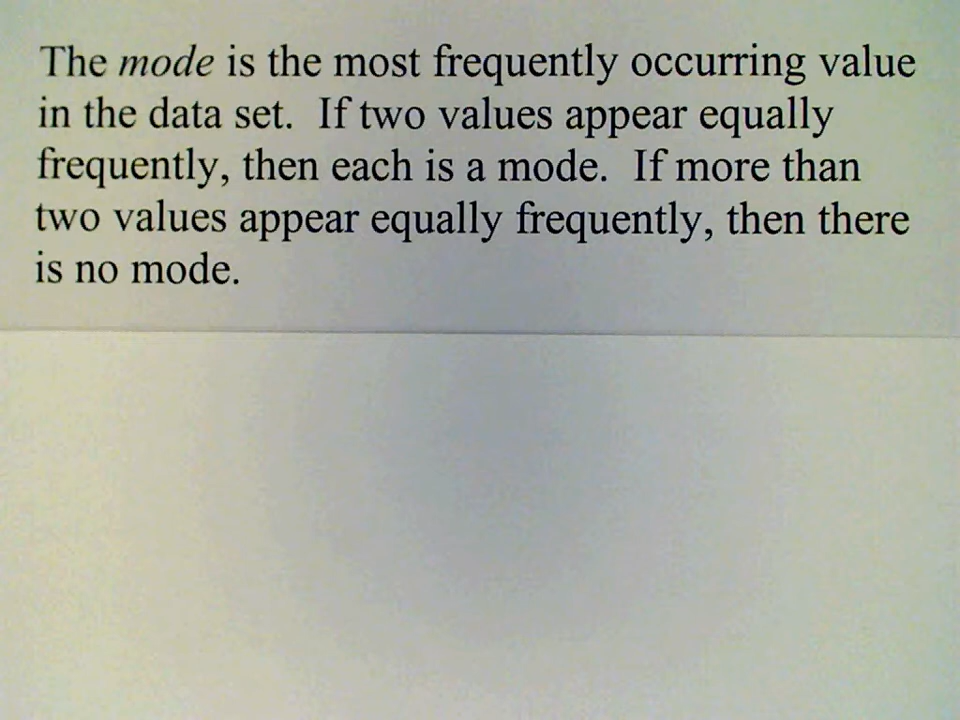 The mode is the most frequently occurring value
in the data set. If two values appear equally
frequently, then each is a mode. If more than
two values appear equally frequently, then there
is no mode.